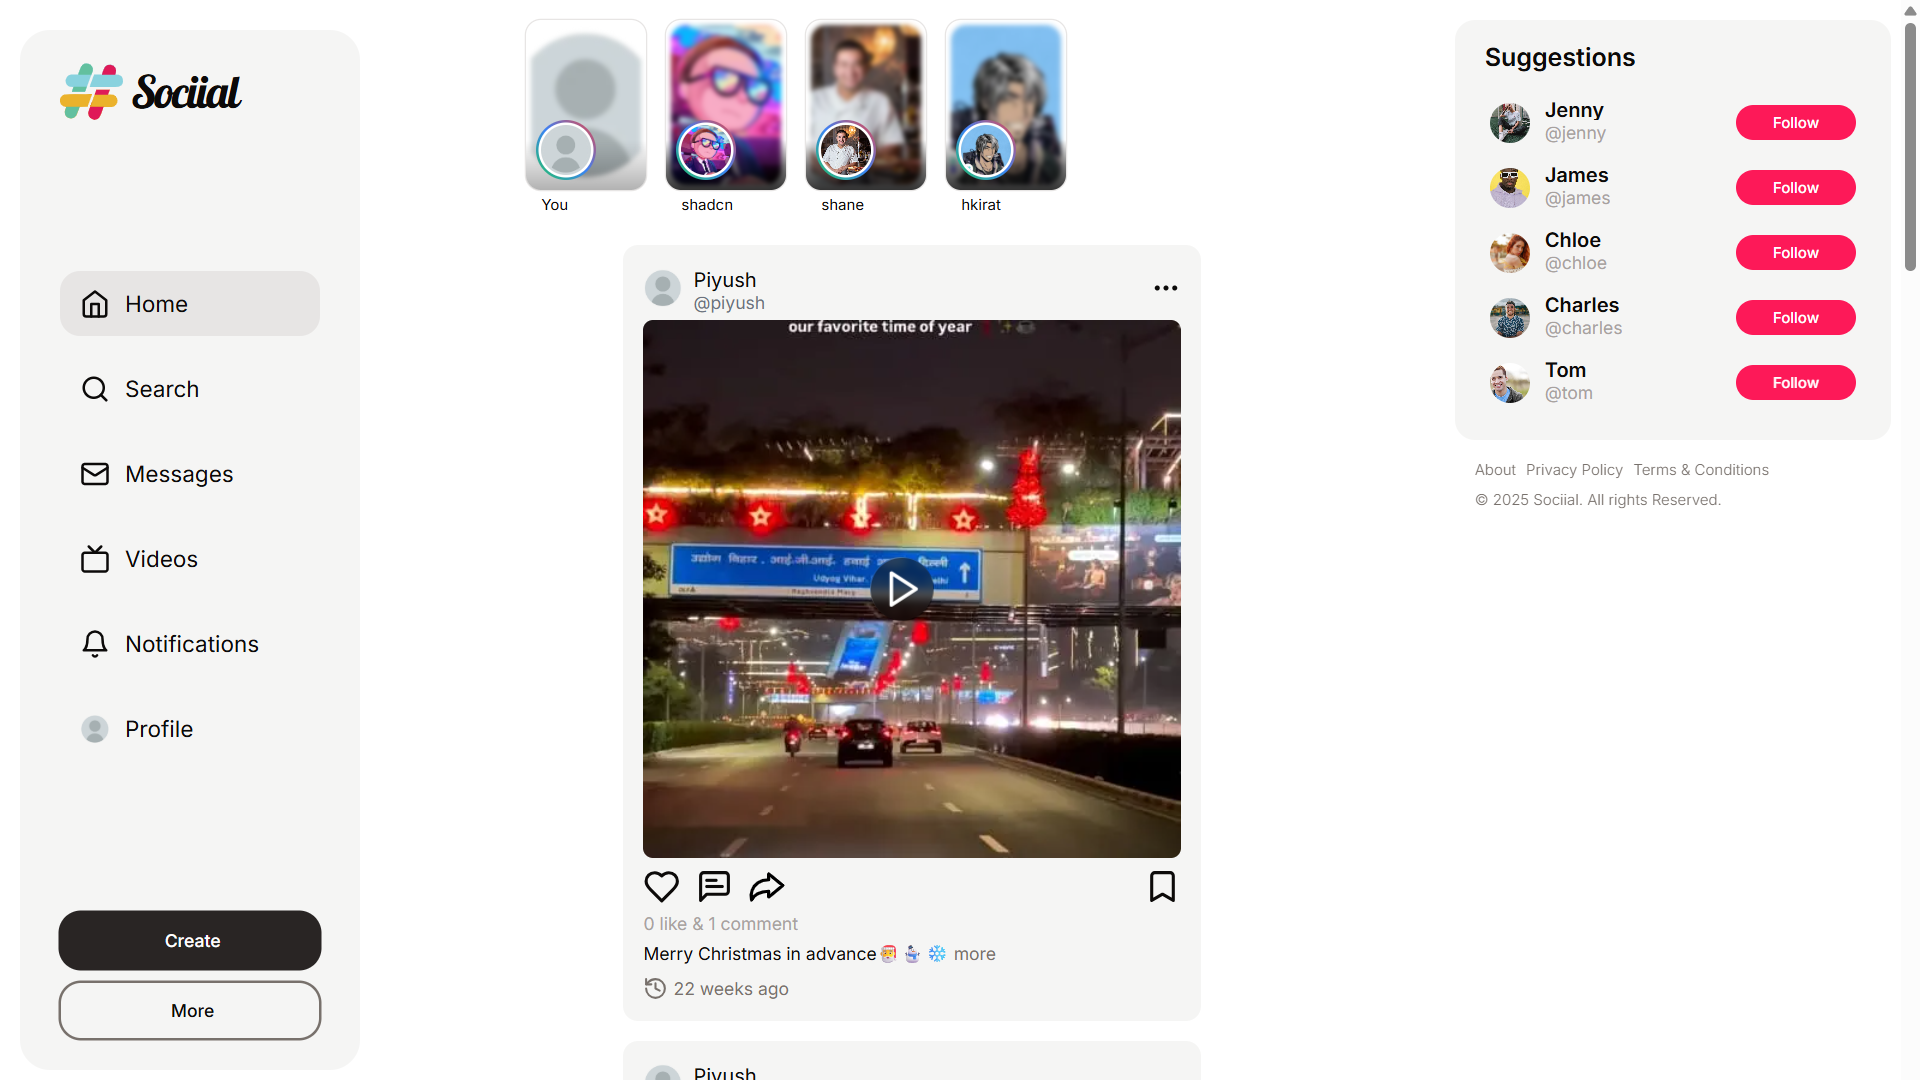 Sociial
Home
Search
Messages
Videos
Notifications
Profile
Create
More
You
shadcn
shane
hkirat
Piyush
@piyush
our favorite time of year
उद्योग विहार . आई.जी.आई. हवाई
दिल्ली
Udyog Vihar.
elhi
Merry Christmas in advance🎅 ⛄ ❄️ more
0 like & 1 comment
22 weeks ago
Piyush
Suggestions
Jenny
@jenny
Follow
James
@james
Follow
Chloe
@chloe
Follow
Charles
@charles
Follow
Tom
@tom
Follow
About Privacy Policy Terms & Conditions
© 2025 Sociial. All rights Reserved.